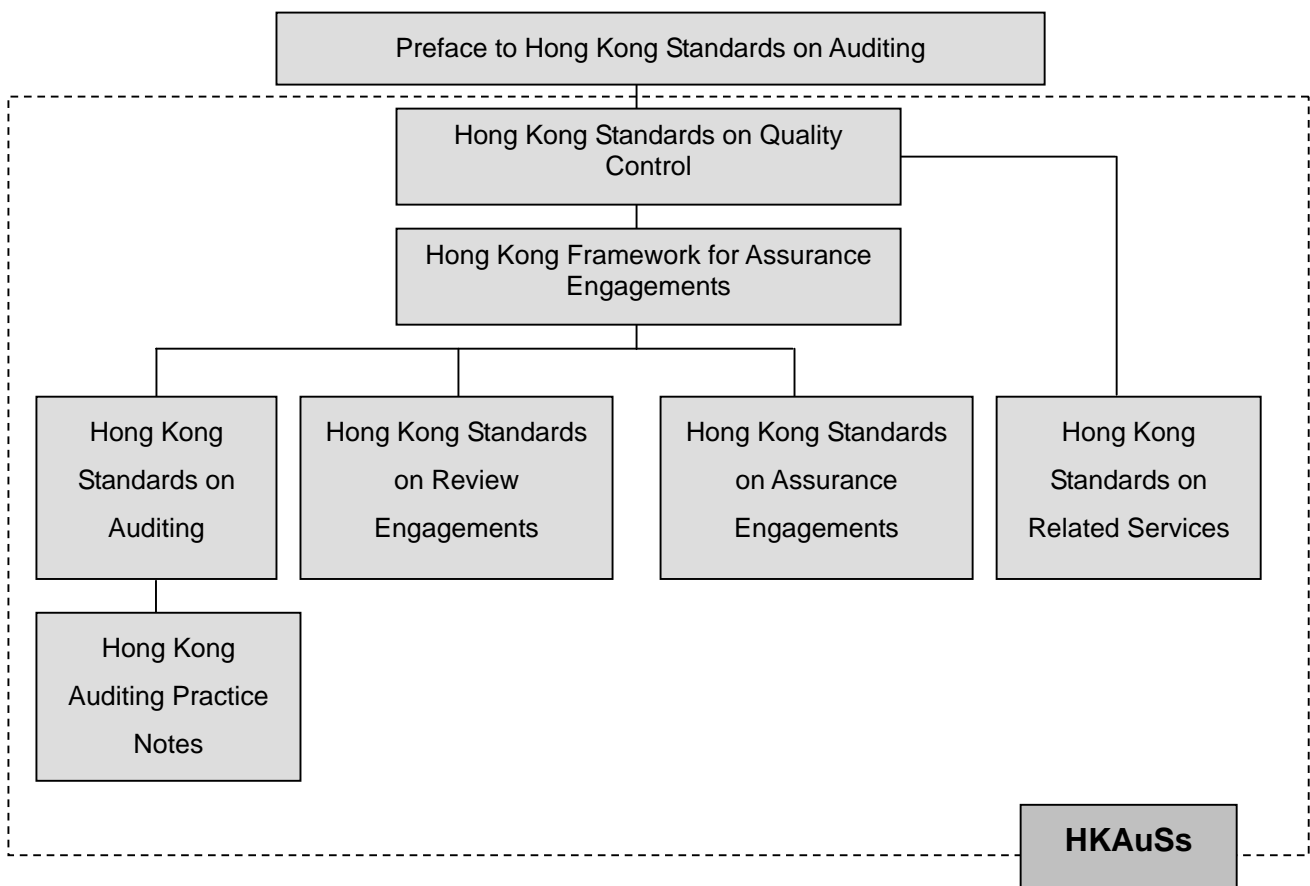 Preface to Hong Kong Standards on Auditing
Hong Kong Standards on Quality
Control
Hong Kong Framework for Assurance
Engagements
Hong Kong
Standards on
Auditing
Hong Kong Standards
on Review
Engagements
Hong Kong Standards
on Assurance
Engagements
Hong Kong
Standards on
Related Services
Hong Kong
Auditing Practice
Notes
HKAuSs